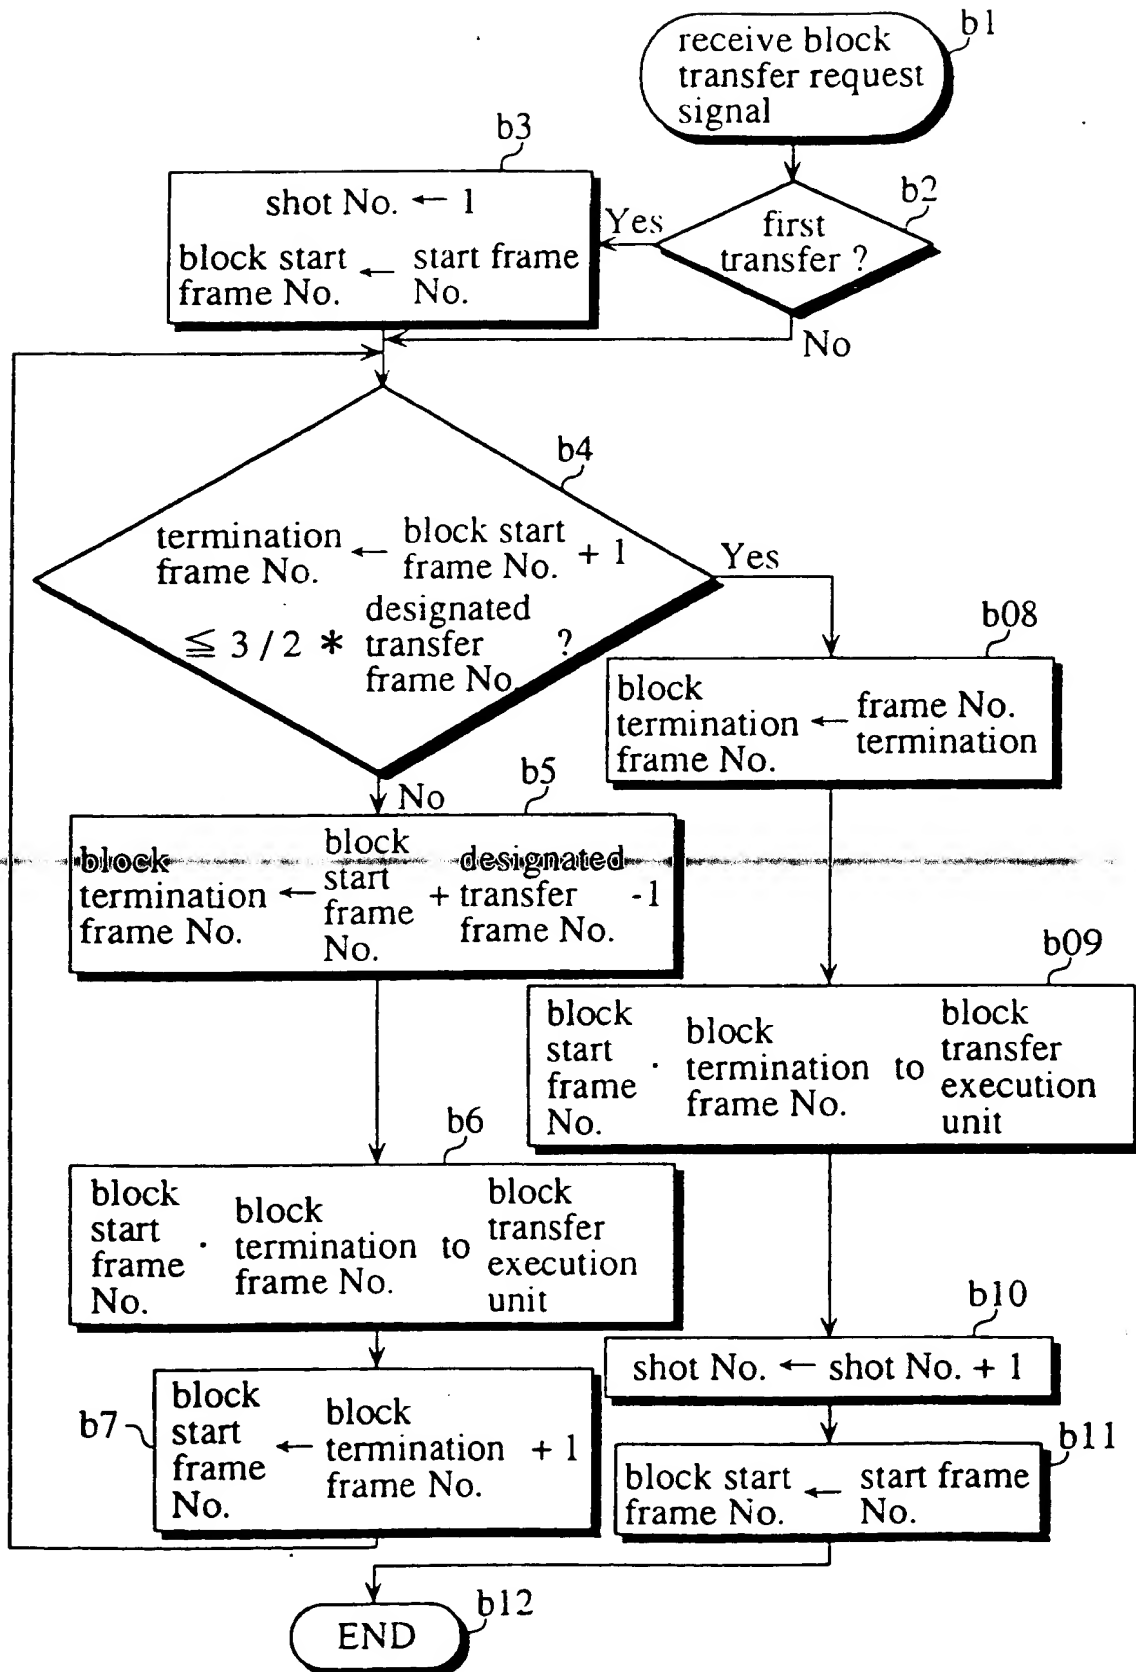 b1
receive block
transfer request
signal
b3
shot No. ← 1
block start ← start frame
frame No. No.
b2
first
transfer ?
Yes
No
b4
termination ← block start + 1
frame No. frame No.
≦ 3 / 2 * designated ?
transfer
frame No.
Yes
No
b08
block
termination ← frame No.
frame No. termination
b5
block
termination ←
frame No.
block
start
frame
No.
+
designated
transfer
frame No.
-1
b09
block
start
frame
No.
·
block
termination
frame No.
to
block
transfer
execution
unit
b6
block
start
frame
No.
·
block
termination
frame No.
to
block
transfer
execution
unit
b10
shot No. ← shot No. + 1
b7
block
start
frame
No.
←
block
termination
frame No.
+ 1
b11
block start ← start frame
frame No. No.
b12
END